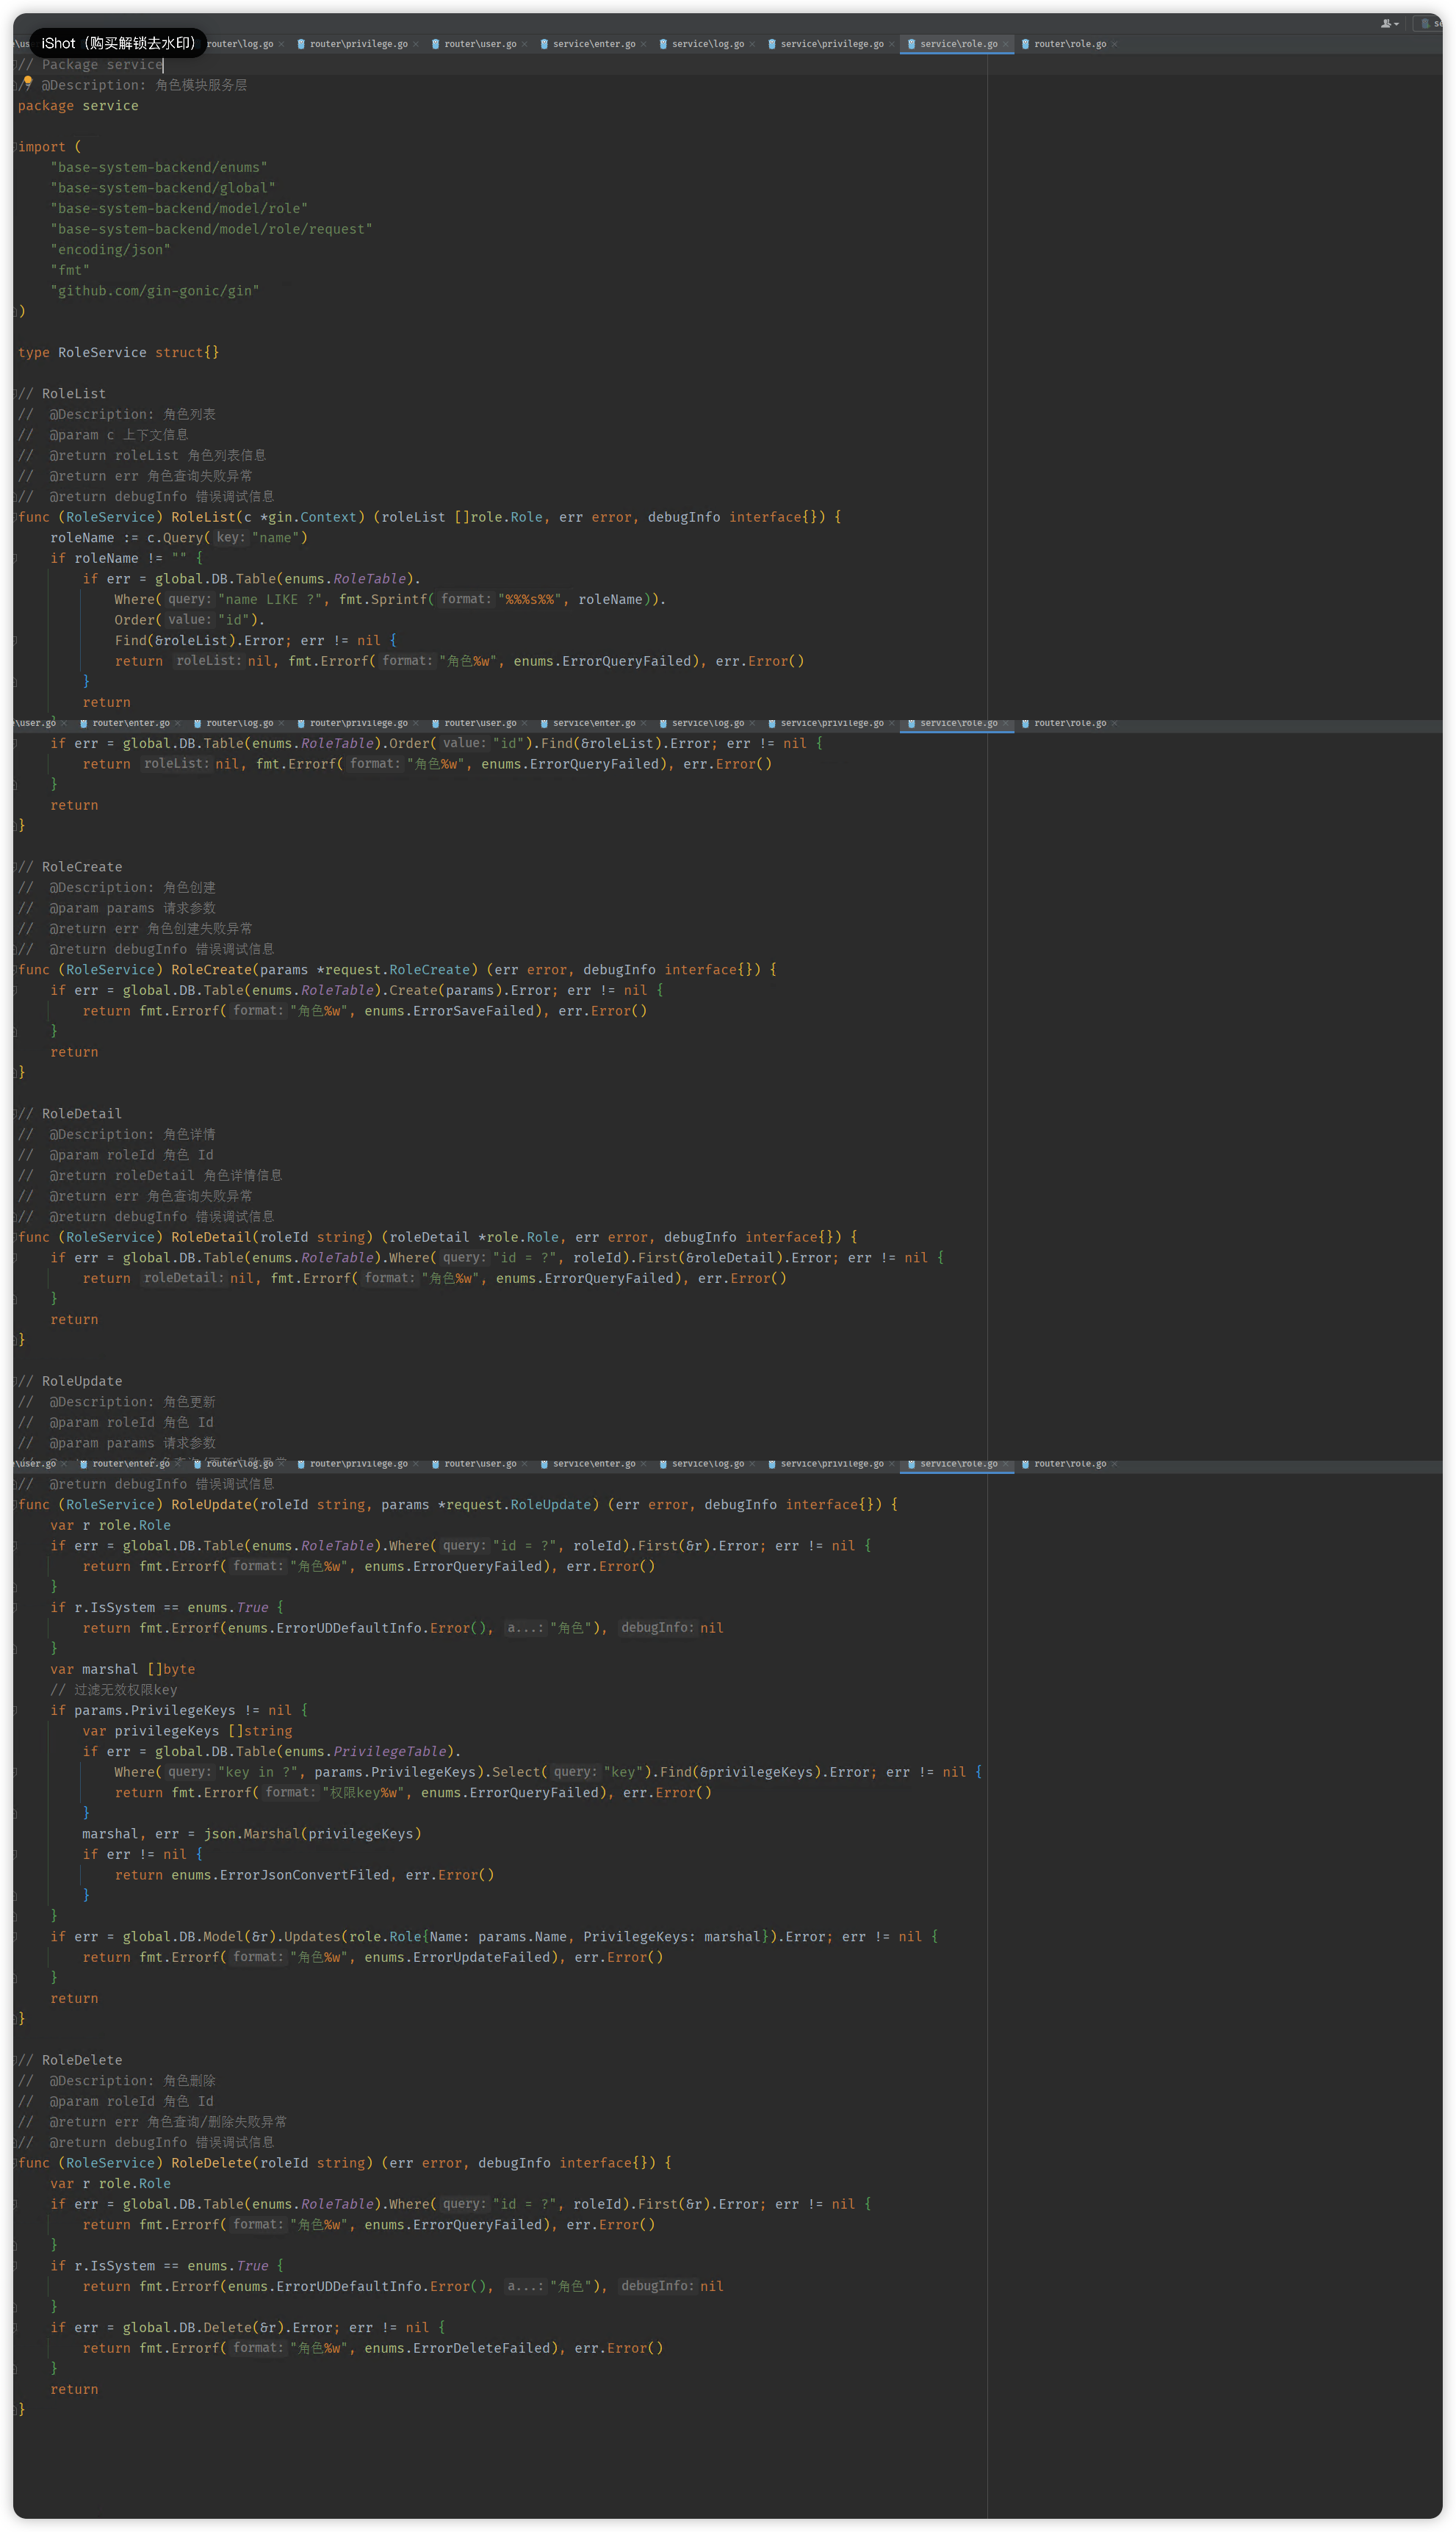 iShot（购买解锁去水印）
router\log.go router\privilege.go router\user.go service\enter.go service\log.go service\privilege.go service\role.go router\role.go
// Package service
// @Description: 角色模块服务层
package service
import (
"base-system-backend/enums"
"base-system-backend/global"
"base-system-backend/model/role"
"base-system-backend/model/role/request"
"encoding/json"
"fmt"
"github.com/gin-gonic/gin"
)
type RoleService struct{}
// RoleList
// @Description: 角色列表
// @param c 上下文信息
// @return roleList 角色列表信息
// @return err 角色查询失败异常
// @return debugInfo 错误调试信息
func (RoleService) RoleList(c *gin.Context) (roleList []role.Role, err error, debugInfo interface{}) {
roleName := c.Query( key: "name")
if roleName != "" {
if err = global.DB.Table(enums.RoleTable).
Where( query: "name LIKE ?", fmt.Sprintf( format: "%%%s%%", roleName)).
Order( value: "id").
Find(&roleList).Error; err != nil {
return roleList: nil, fmt.Errorf( format: "角色%w", enums.ErrorQueryFailed), err.Error()
}
return
\user.go router\enter.go router\log.go router\privilege.go router\user.go service\enter.go service\log.go service\privilege.go service\role.go router\role.go
if err = global.DB.Table(enums.RoleTable).Order( value: "id").Find(&roleList).Error; err != nil {
return roleList: nil, fmt.Errorf( format: "角色%w", enums.ErrorQueryFailed), err.Error()
}
return
}
// RoleCreate
// @Description: 角色创建
// @param params 请求参数
// @return err 角色创建失败异常
// @return debugInfo 错误调试信息
func (RoleService) RoleCreate(params *request.RoleCreate) (err error, debugInfo interface{}) {
if err = global.DB.Table(enums.RoleTable).Create(params).Error; err != nil {
return fmt.Errorf( format: "角色%w", enums.ErrorSaveFailed), err.Error()
}
return
}
// RoleDetail
// @Description: 角色详情
// @param roleId 角色 Id
// @return roleDetail 角色详情信息
// @return err 角色查询失败异常
// @return debugInfo 错误调试信息
func (RoleService) RoleDetail(roleId string) (roleDetail *role.Role, err error, debugInfo interface{}) {
if err = global.DB.Table(enums.RoleTable).Where( query: "id = ?", roleId).First(&roleDetail).Error; err != nil {
return roleDetail: nil, fmt.Errorf( format: "角色%w", enums.ErrorQueryFailed), err.Error()
}
return
}
// RoleUpdate
// @Description: 角色更新
// @param roleId 角色 Id
// @param params 请求参数
\user.go router\enter.go router\log.go router\privilege.go router\user.go service\enter.go service\log.go service\privilege.go service\role.go router\role.go
// @return debugInfo 错误调试信息
func (RoleService) RoleUpdate(roleId string, params *request.RoleUpdate) (err error, debugInfo interface{}) {
var r role.Role
if err = global.DB.Table(enums.RoleTable).Where( query: "id = ?", roleId).First(&r).Error; err != nil {
return fmt.Errorf( format: "角色%w", enums.ErrorQueryFailed), err.Error()
}
if r.IsSystem == enums.True {
return fmt.Errorf(enums.ErrorUDDefaultInfo.Error(), a...: "角色"), debugInfo: nil
}
var marshal []byte
// 过滤无效权限key
if params.PrivilegeKeys != nil {
var privilegeKeys []string
if err = global.DB.Table(enums.PrivilegeTable).
Where( query: "key in ?", params.PrivilegeKeys).Select( query: "key").Find(&privilegeKeys).Error; err != nil {
return fmt.Errorf( format: "权限key%w", enums.ErrorQueryFailed), err.Error()
}
marshal, err = json.Marshal(privilegeKeys)
if err != nil {
return enums.ErrorJsonConvertFiled, err.Error()
}
}
if err = global.DB.Model(&r).Updates(role.Role{Name: params.Name, PrivilegeKeys: marshal}).Error; err != nil {
return fmt.Errorf( format: "角色%w", enums.ErrorUpdateFailed), err.Error()
}
return
}
// RoleDelete
// @Description: 角色删除
// @param roleId 角色 Id
// @return err 角色查询/删除失败异常
// @return debugInfo 错误调试信息
func (RoleService) RoleDelete(roleId string) (err error, debugInfo interface{}) {
var r role.Role
if err = global.DB.Table(enums.RoleTable).Where( query: "id = ?", roleId).First(&r).Error; err != nil {
return fmt.Errorf( format: "角色%w", enums.ErrorQueryFailed), err.Error()
}
if r.IsSystem == enums.True {
return fmt.Errorf(enums.ErrorUDDefaultInfo.Error(), a...: "角色"), debugInfo: nil
}
if err = global.DB.Delete(&r).Error; err != nil {
return fmt.Errorf( format: "角色%w", enums.ErrorDeleteFailed), err.Error()
}
return
}